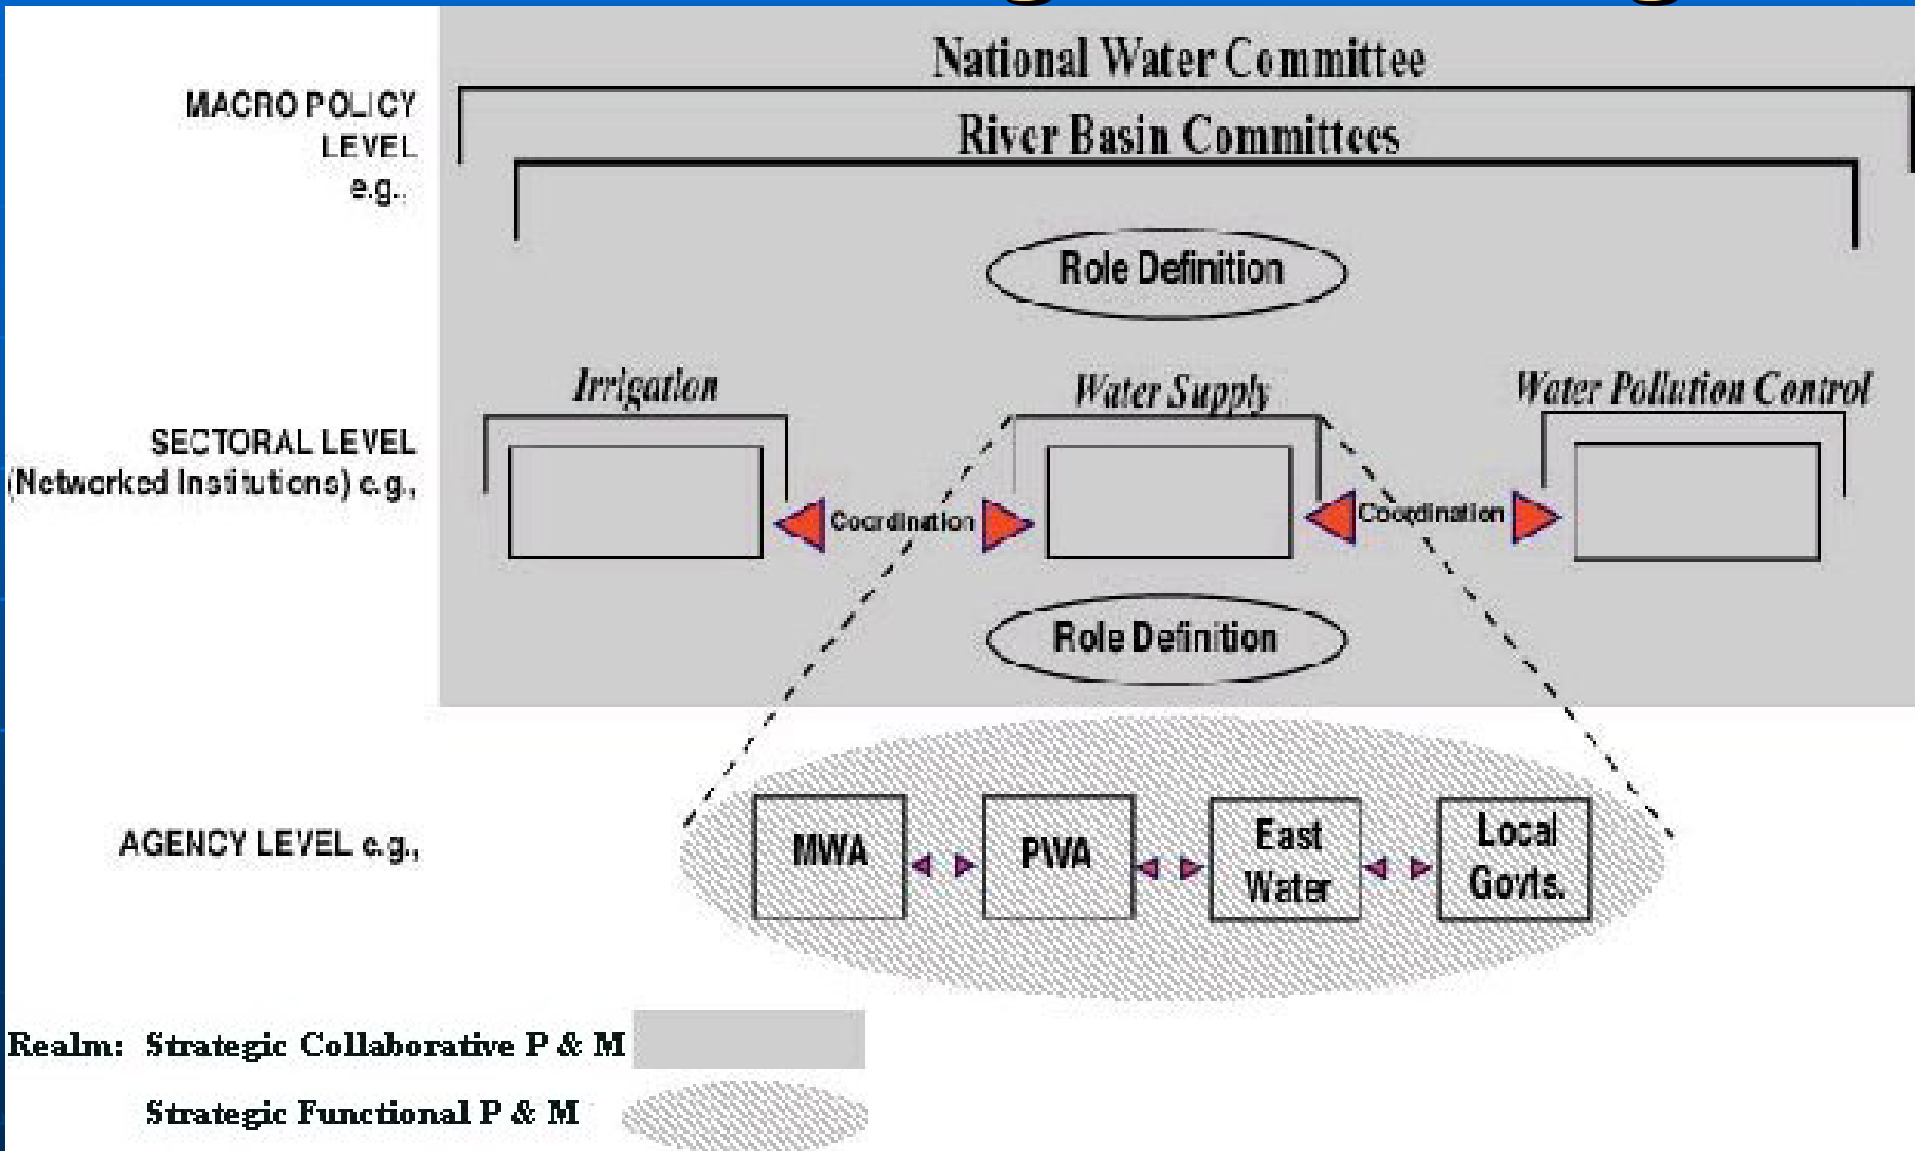 National Water Committee
MACRO POLICY
LEVEL
e.g.,
River Basin Committees
Role Definition
Irrigation
Water Supply
Water Pollution Control
SECTORAL LEVEL
(Networked Institutions) e.g.,
Coordination
Coordination
Role Definition
AGENCY LEVEL e.g.,
MWA
PWA
East
Water
Local
Govts.
Realm: Strategic Collaborative P & M
Strategic Functional P & M